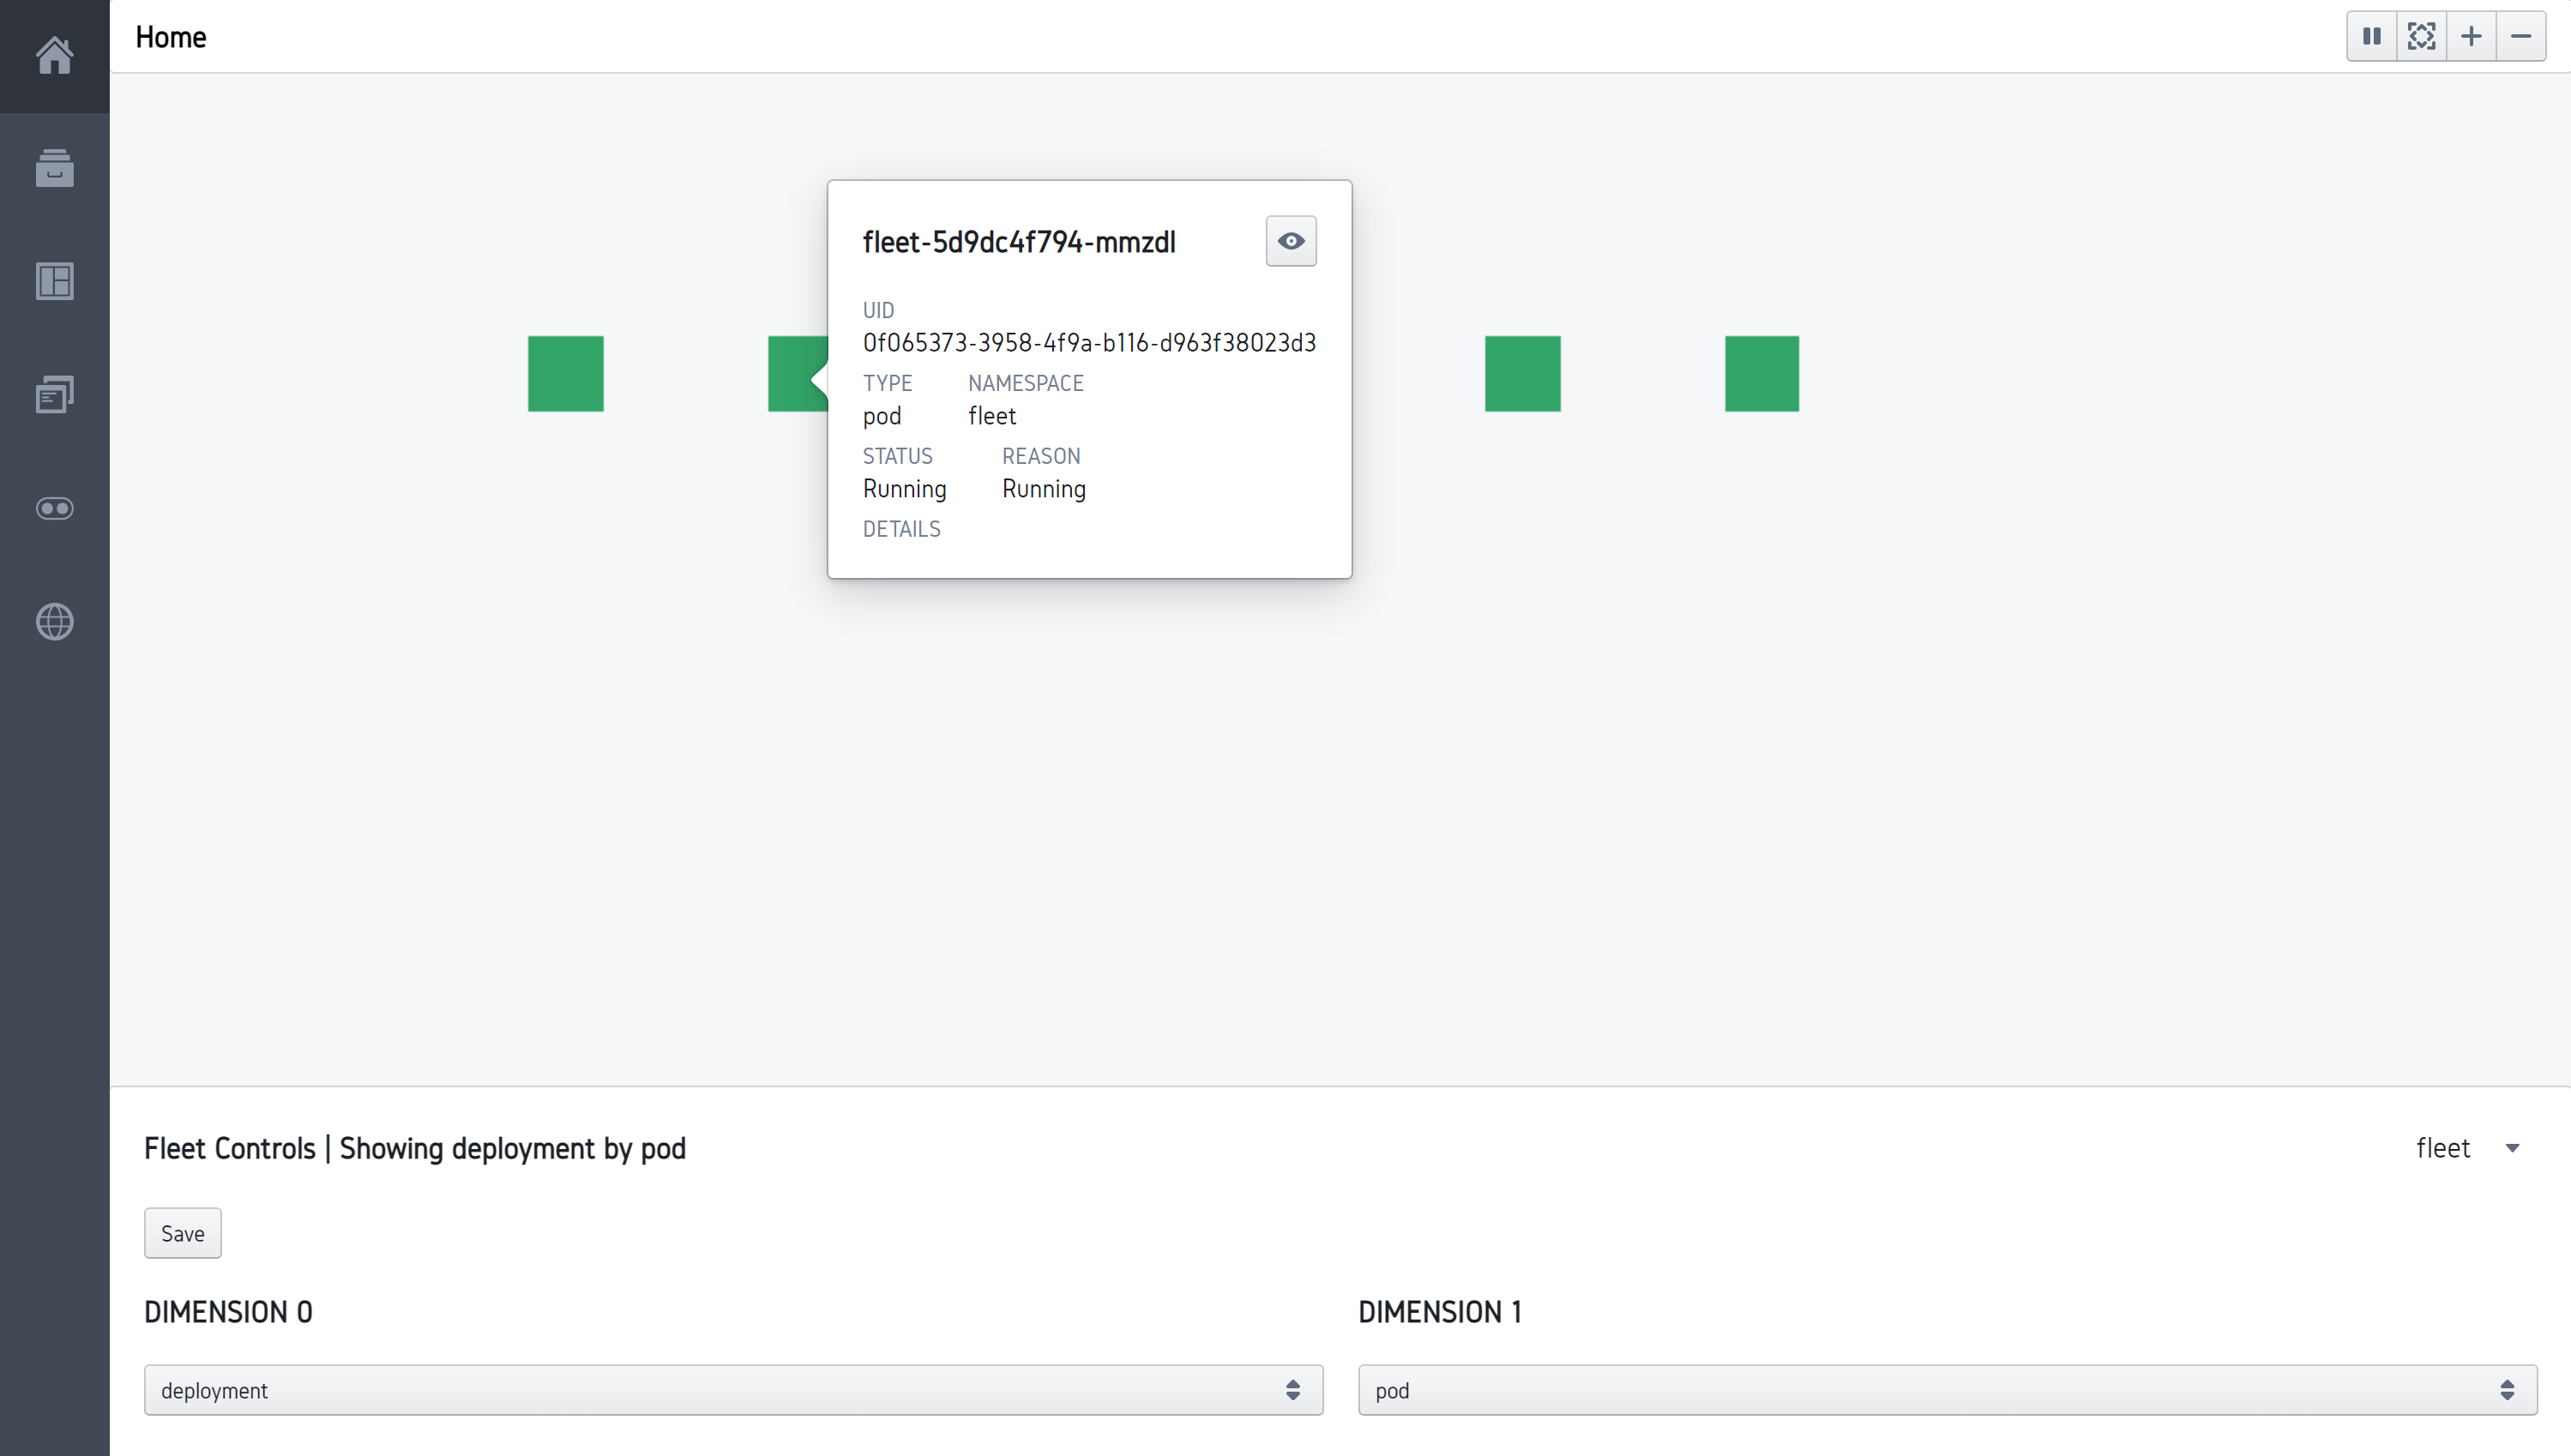 Home
fleet-5d9dc4f794-mmzdl
UID
0f065373-3958-4f9a-b116-d963f38023d3
TYPE NAMESPACE
pod fleet
STATUS REASON
Running Running
DETAILS
Fleet Controls | Showing deployment by pod
fleet
Save
DIMENSION 0 DIMENSION 1
deployment pod